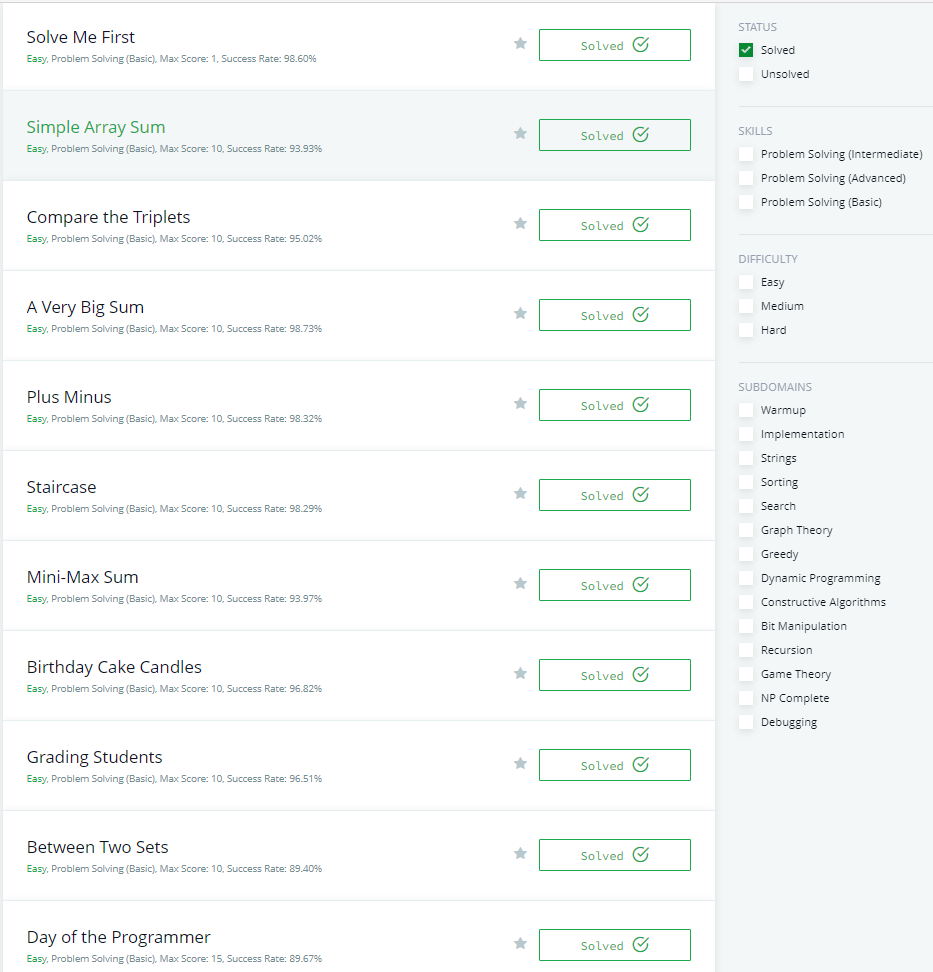 Solve Me First
Easy, Problem Solving (Basic), Max Score: 1, Success Rate: 98.60%
Solved
Simple Array Sum
Easy, Problem Solving (Basic), Max Score: 10, Success Rate: 93.93%
Solved
Compare the Triplets
Easy, Problem Solving (Basic), Max Score: 10, Success Rate: 95.02%
Solved
A Very Big Sum
Easy, Problem Solving (Basic), Max Score: 10, Success Rate: 98.73%
Solved
Plus Minus
Easy, Problem Solving (Basic), Max Score: 10, Success Rate: 98.32%
Solved
Staircase
Easy, Problem Solving (Basic), Max Score: 10, Success Rate: 98.29%
Solved
Mini-Max Sum
Easy, Problem Solving (Basic), Max Score: 10, Success Rate: 93.97%
Solved
Birthday Cake Candles
Easy, Problem Solving (Basic), Max Score: 10, Success Rate: 96.82%
Solved
Grading Students
Easy, Problem Solving (Basic), Max Score: 10, Success Rate: 96.51%
Solved
Between Two Sets
Easy, Problem Solving (Basic), Max Score: 10, Success Rate: 89.40%
Solved
Day of the Programmer
Easy, Problem Solving (Basic), Max Score: 15, Success Rate: 89.67%
Solved
STATUS
Solved
Unsolved
SKILLS
Problem Solving (Intermediate)
Problem Solving (Advanced)
Problem Solving (Basic)
DIFFICULTY
Easy
Medium
Hard
SUBDOMAINS
Warmup
Implementation
Strings
Sorting
Search
Graph Theory
Greedy
Dynamic Programming
Constructive Algorithms
Bit Manipulation
Recursion
Game Theory
NP Complete
Debugging